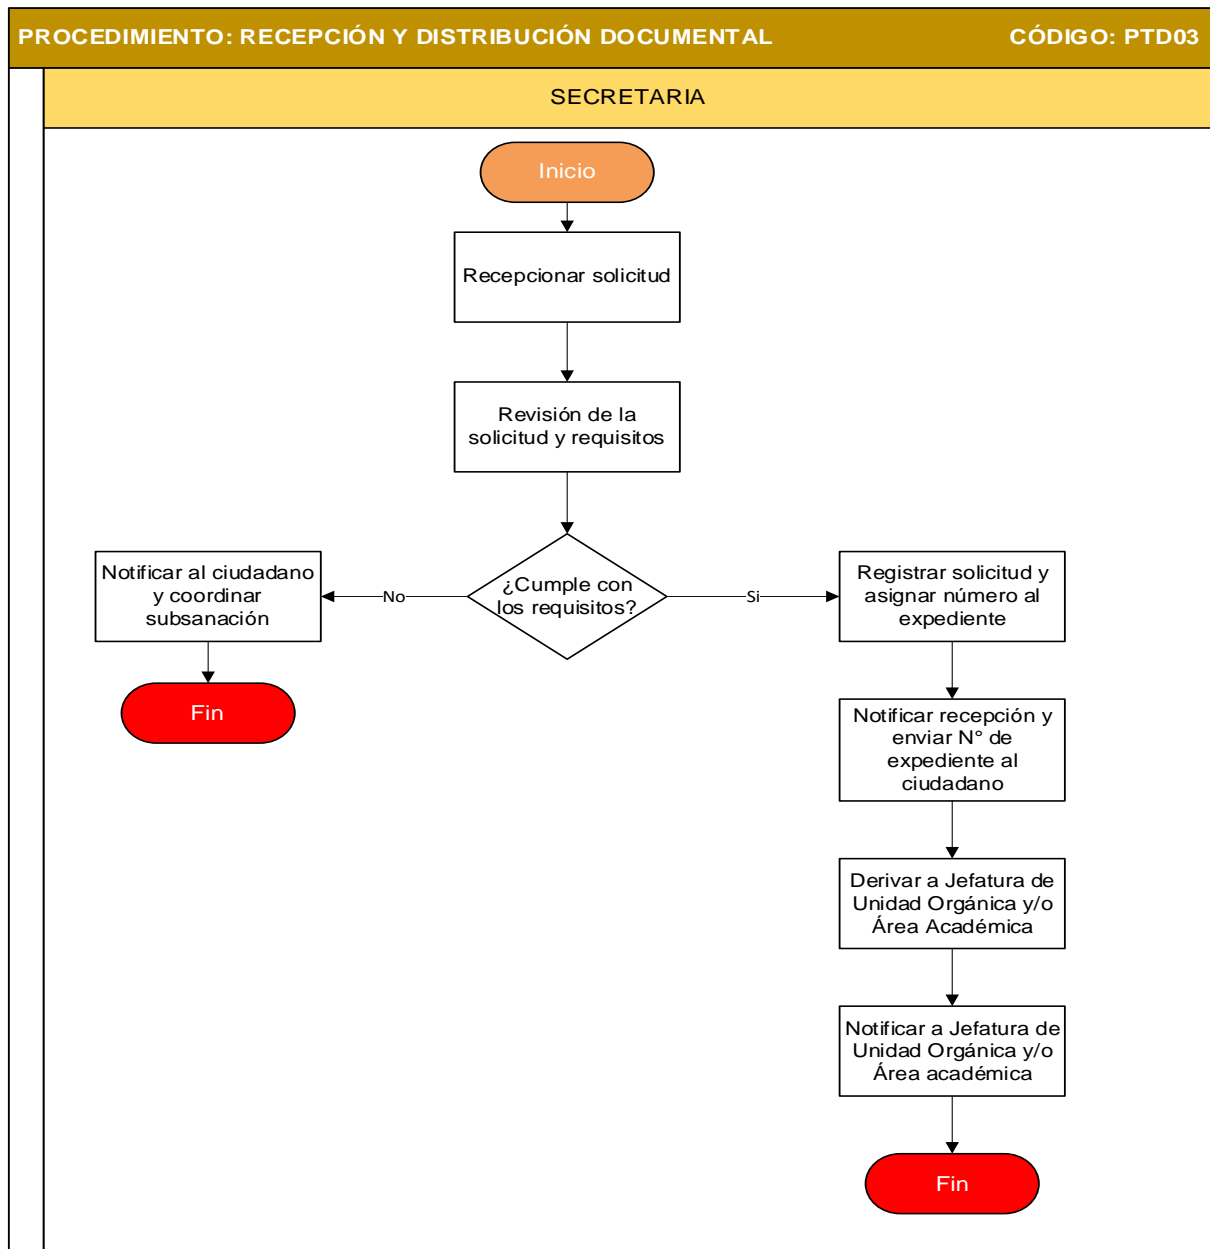 PROCEDIMIENTO: RECEPCIÓN Y DISTRIBUCIÓN DOCUMENTAL CÓDIGO: PTD03
SECRETARIA
Inicio
Recepcionar solicitud
Revisión de la
solicitud y requisitos
¿Cumple con
los requisitos?
No
Si
Notificar al ciudadano
y coordinar
subsanación
Fin
Registrar solicitud y
asignar número al
expediente
Notificar recepción y
enviar N° de
expediente al
ciudadano
Derivar a Jefatura de
Unidad Orgánica y/o
Área Académica
Notificar a Jefatura de
Unidad Orgánica y/o
Área académica
Fin